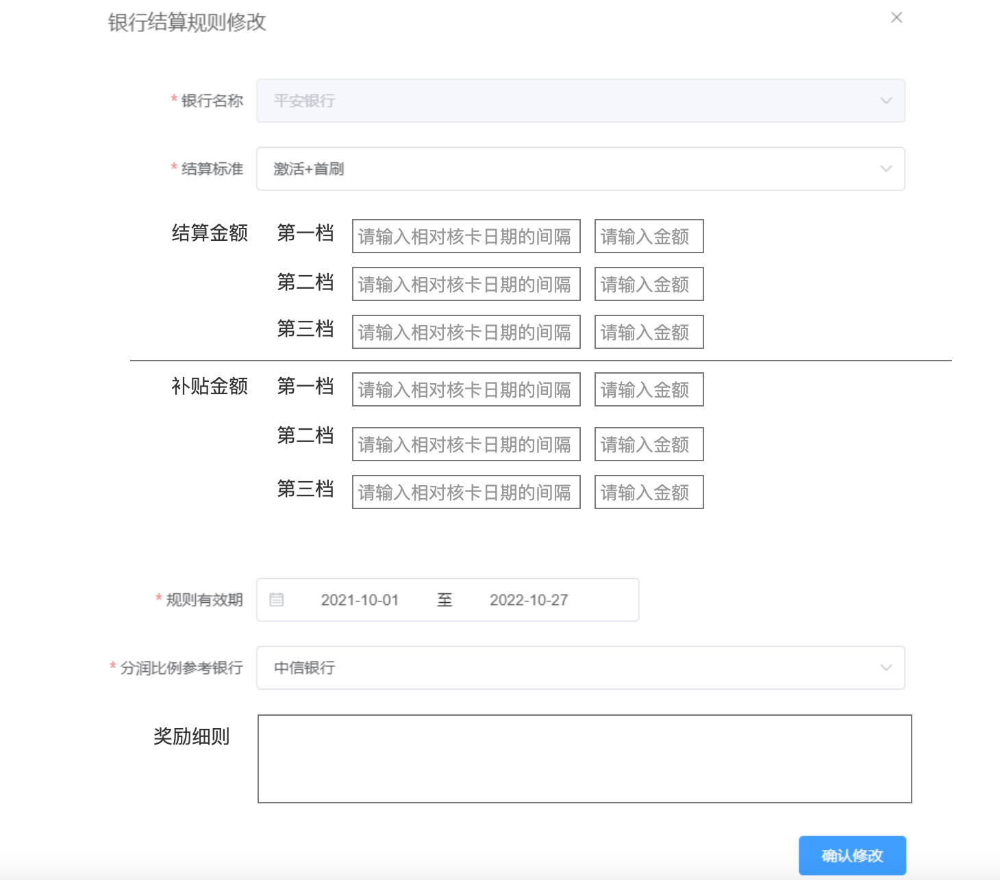 银行结算规则修改
* 银行名称 平安银行
* 结算标准 激活+首刷
结算金额 第一档 请输入相对核卡日期的间隔 请输入金额
第二档 请输入相对核卡日期的间隔 请输入金额
第三档 请输入相对核卡日期的间隔 请输入金额
补贴金额 第一档 请输入相对核卡日期的间隔 请输入金额
第二档 请输入相对核卡日期的间隔 请输入金额
第三档 请输入相对核卡日期的间隔 请输入金额
* 规则有效期 2021-10-01 至 2022-10-27
* 分润比例参考银行 中信银行
奖励细则
确认修改